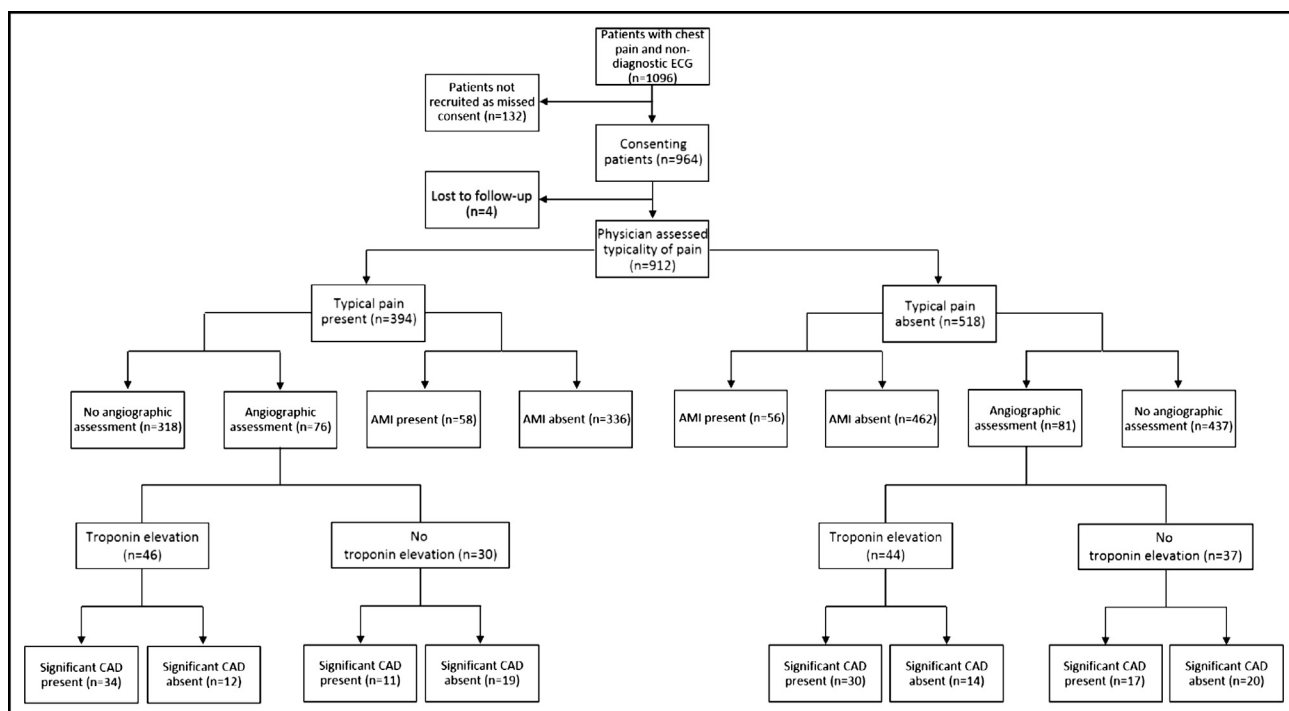 Patients with chest
pain and non-
diagnostic ECG
(n=1096)
Patients not
recruited as missed
consent (n=132)
Consenting
patients (n=964)
Lost to follow-up
(n=4)
Physician assessed
typicality of pain
(n=912)
Typical pain
present (n=394)
Typical pain
absent (n=518)
No angiographic
assessment (n=318)
Angiographic
assessment (n=76)
AMI present (n=58)
AMI absent (n=336)
AMI present (n=56)
AMI absent (n=462)
Angiographic
assessment
(n=81)
No angiographic
assessment (n=437)
Troponin elevation
(n=46)
No
troponin elevation (n=30)
Troponin elevation
(n=44)
No
troponin elevation (n=37)
Significant CAD
present (n=34)
Significant CAD
absent (n=12)
Significant CAD
present (n=11)
Significant CAD
absent (n=19)
Significant CAD
present (n=30)
Significant CAD
absent (n=14)
Significant CAD
present (n=17)
Significant CAD
absent (n=20)